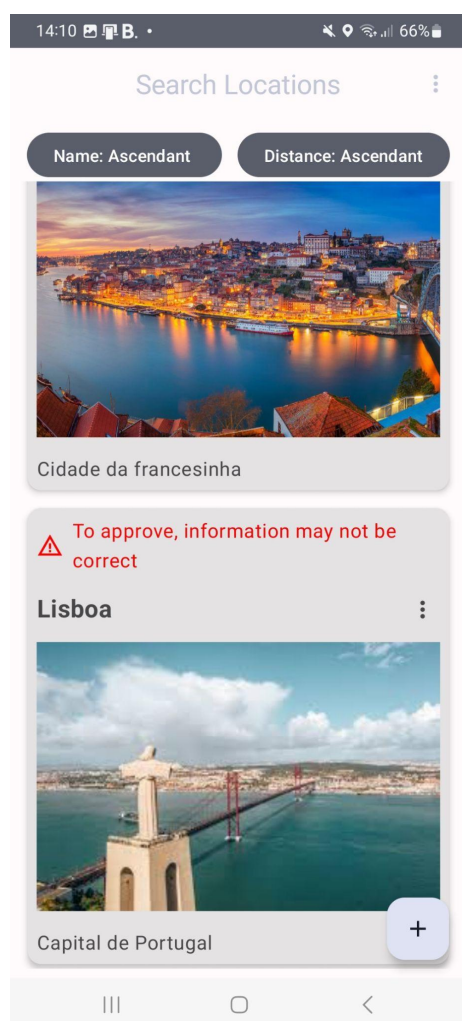 14:10 B. •
66%
Search Locations
Name: Ascendant
Distance: Ascendant
Cidade da francesinha
To approve, information may not be
correct
Lisboa
Capital de Portugal
+